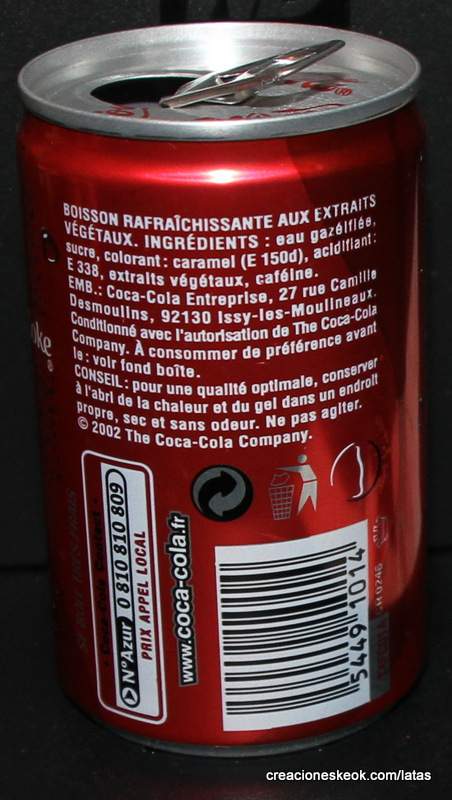 BOISSON RAFRAÎCHISSANTE AUX EXTRAITS
VÉGÉTAUX. INGRÉDIENTS : eau gazéifiée,
sucre, colorant : caramel (E 150d), acidifiant :
E 338, extraits végétaux, caféine.
EMB.: Coca-Cola Entreprise, 27 rue Camille
Desmoulins, 92130 Issy-les-Moulineaux.
Conditionné avec l'autorisation de The Coca-Cola
Company. À consommer de préférence avant
le : voir fond boîte.
CONSEIL : pour une qualité optimale, conserver
à l'abri de la chaleur et du gel dans un endroit
propre, sec et sans odeur. Ne pas agiter.
© 2002 The Coca-Cola Company.
oke®
N°Azur 0 810 810 809
PRIX APPEL LOCAL
www.coca-cola.fr
5449 1014
creacioneskeok.com/latas